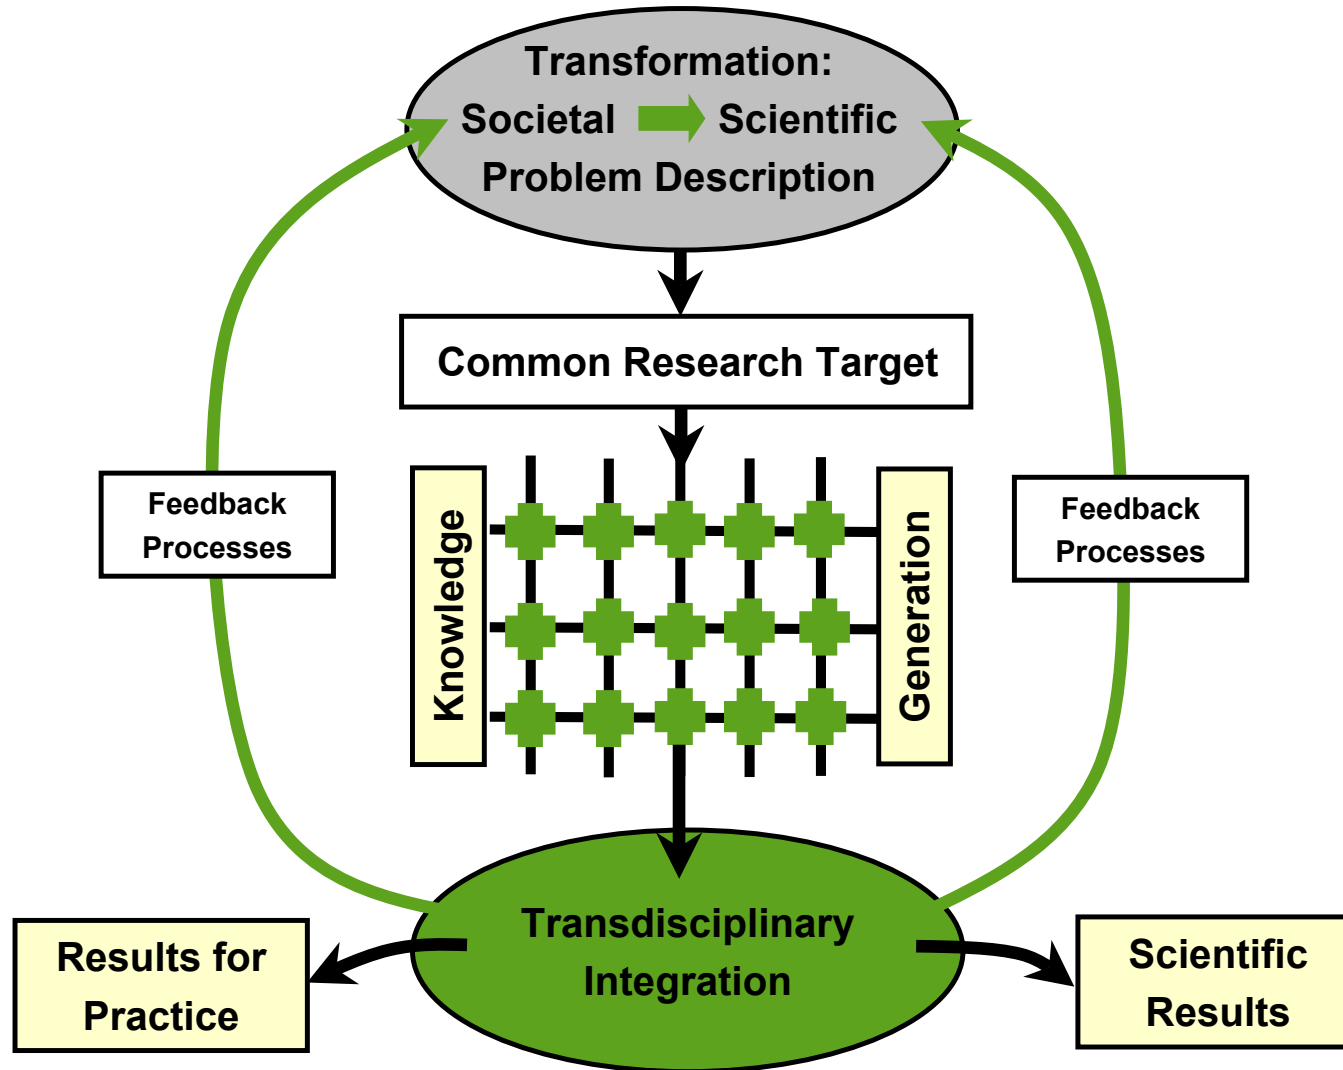 Transformation:
Societal Scientific
Problem Description
Common Research Target
Feedback
Processes
Knowledge
Generation
Feedback
Processes
Transdisciplinary
Integration
Results for
Practice
Scientific
Results